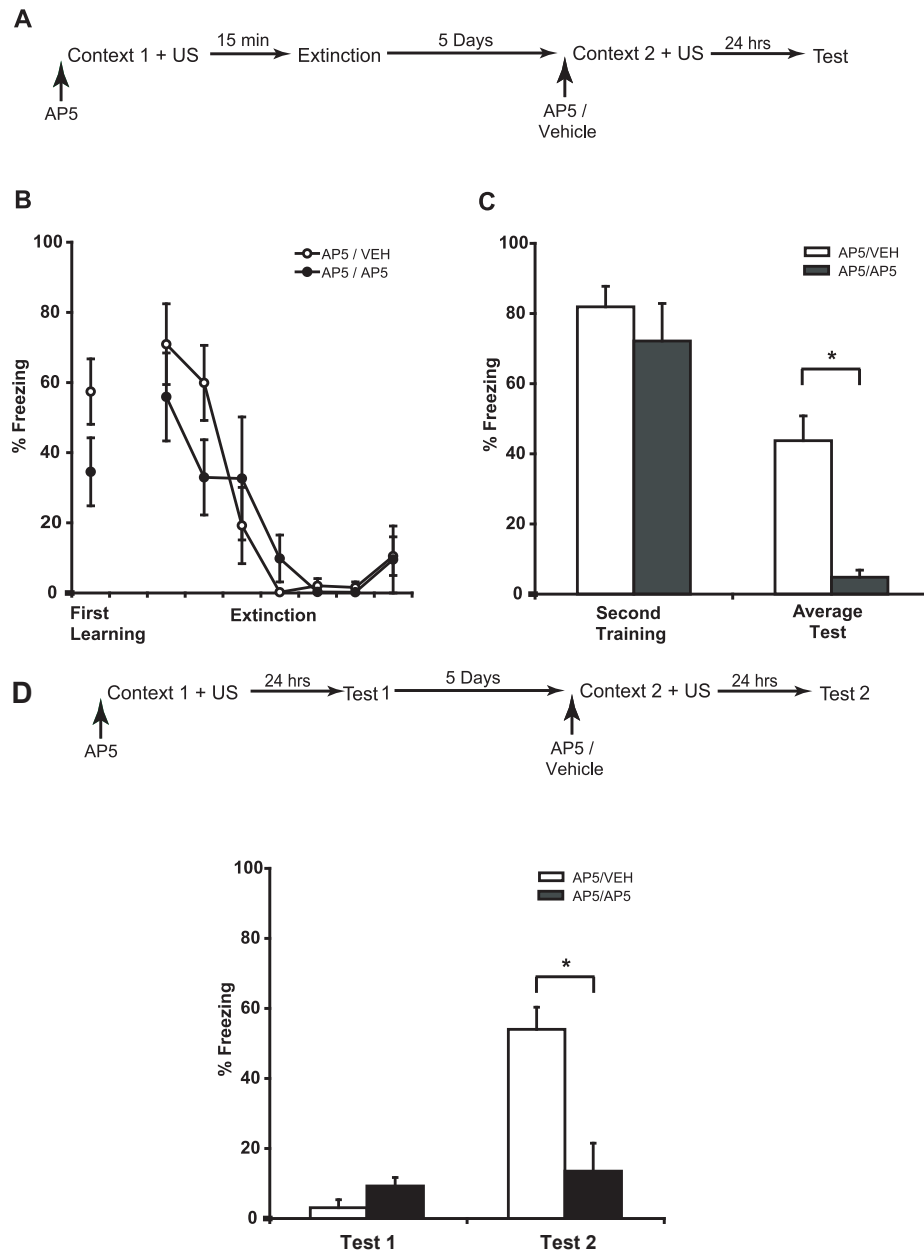 A
Context 1 + US 15 min Extinction 5 Days Context 2 + US 24 hrs Test
AP5 AP5 /
Vehicle
B
100
80
60
40
20
0
% Freezing
AP5 / VEH
AP5 / AP5
First
Learning
Extinction
C
100
80
60
40
20
0
% Freezing
AP5/VEH
AP5/AP5
*
Second
Training
Average
Test
D
Context 1 + US 24 hrs Test 1 5 Days Context 2 + US 24 hrs Test 2
AP5 AP5 /
Vehicle
100
80
60
40
20
0
% Freezing
AP5/VEH
AP5/AP5
*
Test 1 Test 2